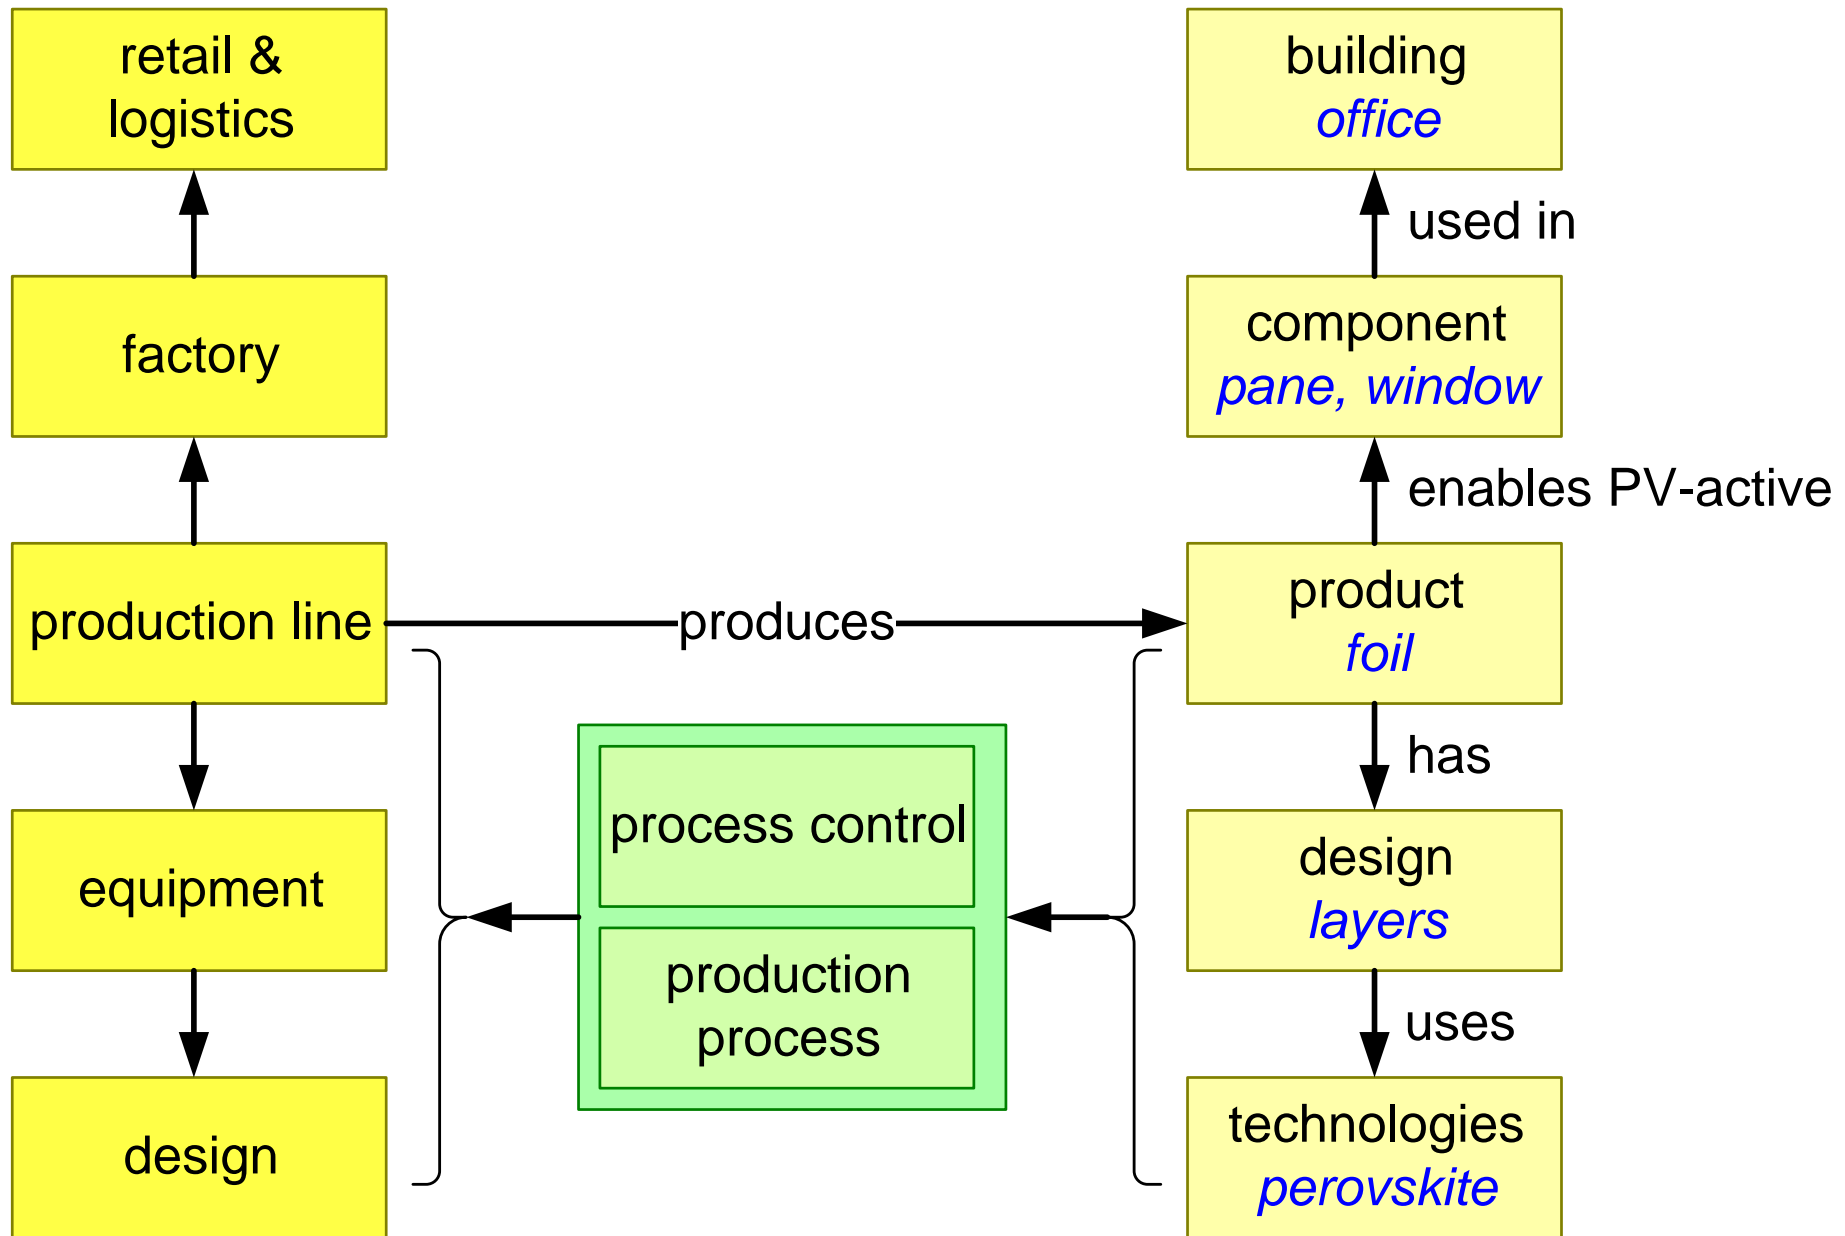 retail &
logistics
building
office
used in
factory
component
pane, window
enables PV-active
production line
produces
product
foil
has
process control
equipment
design
layers
production
process
uses
design
technologies
perovskite